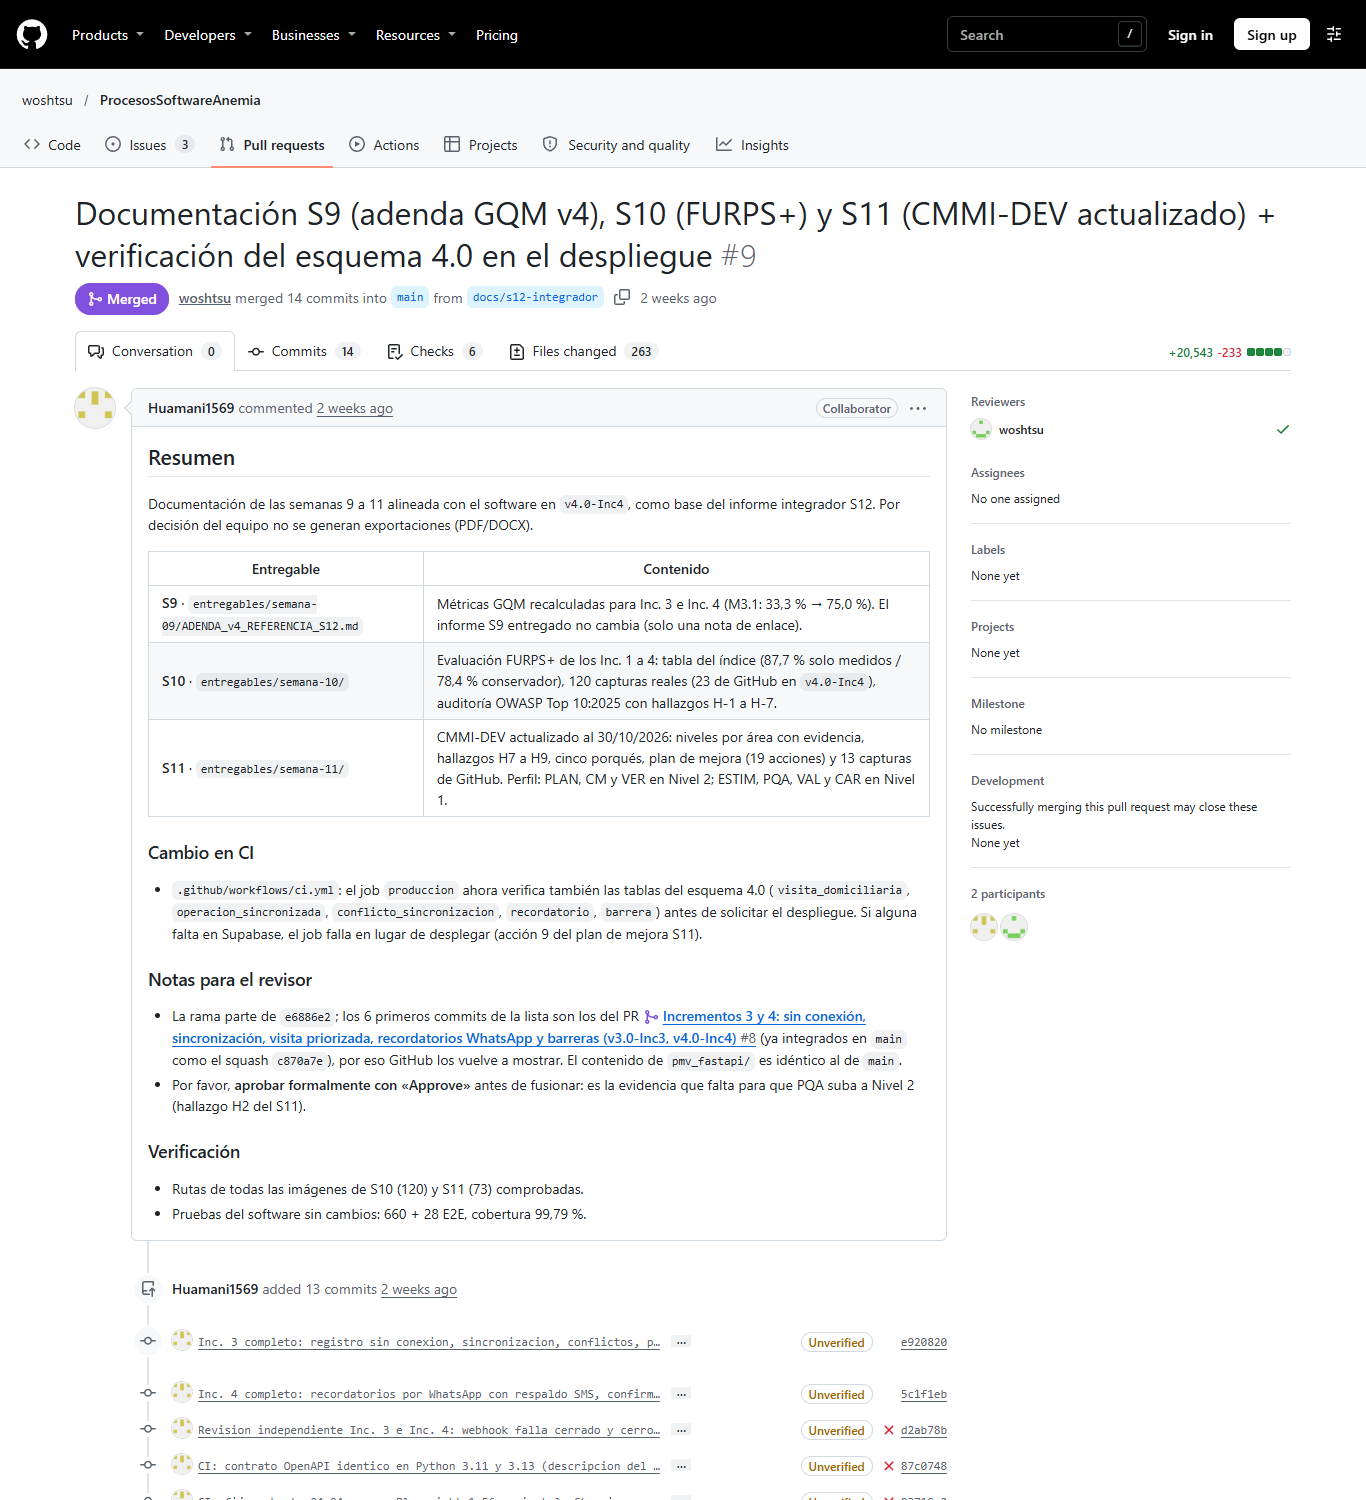 Products
Developers
Businesses
Resources
Pricing
Search
/
Sign in
Sign up
woshtsu / ProcesosSoftwareAnemia
Code
Issues 3
Pull requests
Actions
Projects
Security and quality
Insights
Documentación S9 (adenda GQM v4), S10 (FURPS+) y S11 (CMMI-DEV actualizado) +
verificación del esquema 4.0 en el despliegue #9
Merged
woshtsu merged 14 commits into main from docs/s12-integrador 2 weeks ago
Conversation 0
Commits 14
Checks 6
Files changed 263
+20,543 -233
Huamani1569 commented 2 weeks ago
Collaborator
Resumen
Documentación de las semanas 9 a 11 alineada con el software en v4.0-Inc4, como base del informe integrador S12. Por
decisión del equipo no se generan exportaciones (PDF/DOCX).
Entregable
Contenido
S9 · entregables/semana-
09/ADENDA_v4_REFERENCIA_S12.md
Métricas GQM recalculadas para Inc. 3 e Inc. 4 (M3.1: 33,3 % → 75,0 %). El
informe S9 entregado no cambia (solo una nota de enlace).
S10 · entregables/semana-10/
Evaluación FURPS+ de los Inc. 1 a 4: tabla del índice (87,7 % solo medidos /
78,4 % conservador), 120 capturas reales (23 de GitHub en v4.0-Inc4),
auditoría OWASP Top 10:2025 con hallazgos H-1 a H-7.
S11 · entregables/semana-11/
CMMI-DEV actualizado al 30/10/2026: niveles por área con evidencia,
hallazgos H7 a H9, cinco porqués, plan de mejora (19 acciones) y 13 capturas
de GitHub. Perfil: PLAN, CM y VER en Nivel 2; ESTIM, PQA, VAL y CAR en Nivel
1.
Cambio en CI
.github/workflows/ci.yml: el job produccion ahora verifica también las tablas del esquema 4.0 (visita_domiciliaria,
operacion_sincronizada, conflicto_sincronizacion, recordatorio, barrera) antes de solicitar el despliegue. Si alguna
falta en Supabase, el job falla en lugar de desplegar (acción 9 del plan de mejora S11).
Notas para el revisor
La rama parte de e6886e2; los 6 primeros commits de la lista son los del PR Incrementos 3 y 4: sin conexión,
sincronización, visita priorizada, recordatorios WhatsApp y barreras (v3.0-Inc3, v4.0-Inc4) #8 (ya integrados en main
como el squash c870a7e), por eso GitHub los vuelve a mostrar. El contenido de pmv_fastapi/ es idéntico al de main.
Por favor, aprobar formalmente con «Approve» antes de fusionar: es la evidencia que falta para que PQA suba a Nivel 2
(hallazgo H2 del S11).
Verificación
Rutas de todas las imágenes de S10 (120) y S11 (73) comprobadas.
Pruebas del software sin cambios: 660 + 28 E2E, cobertura 99,79 %.
Reviewers
woshtsu
Assignees
No one assigned
Labels
None yet
Projects
None yet
Milestone
No milestone
Development
Successfully merging this pull request may close these
issues.
None yet
2 participants
Huamani1569 added 13 commits 2 weeks ago
Inc. 3 completo: registro sin conexion, sincronizacion, conflictos, p… ... Unverified e920820
Inc. 4 completo: recordatorios por WhatsApp con respaldo SMS, confirm… ... Unverified 5c1f1eb
Revision independiente Inc. 3 e Inc. 4: webhook falla cerrado y cerro… ... Unverified d2ab78b
CI: contrato OpenAPI identico en Python 3.11 y 3.13 (descripcion del … ... Unverified 87c0748